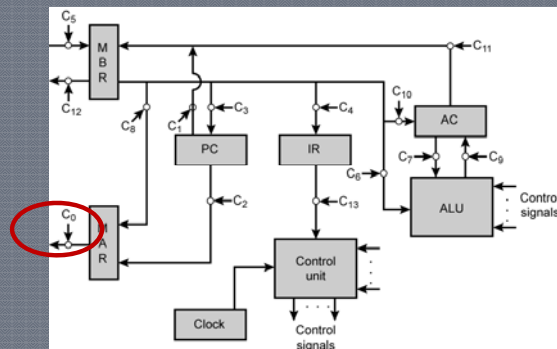 C5
M
B
R
C11
C12
C8
C1
C3
C4
C10
AC
PC
IR
C7
C9
C6
C2
C13
ALU
Control
signals
C0
M
A
R
Control
unit
Clock
Control
signals